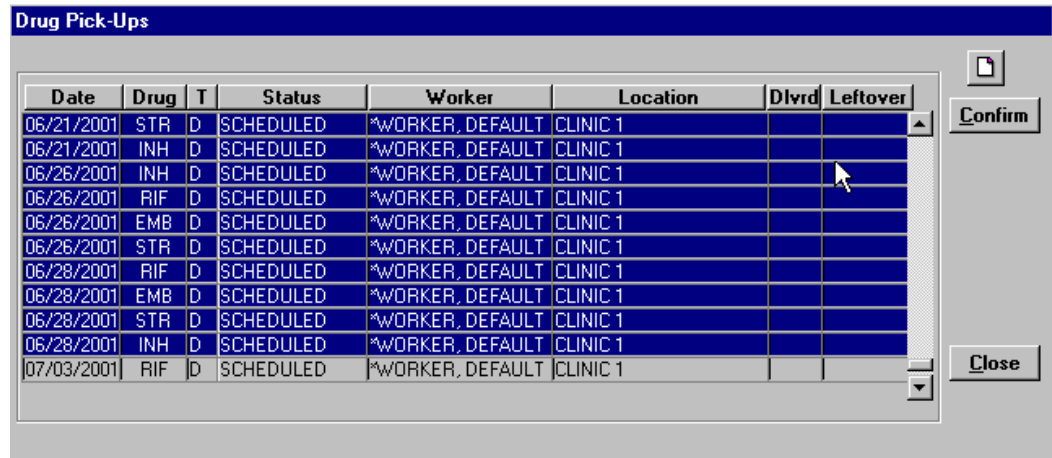 Drug Pick-Ups
Date Drug T Status Worker Location Dlvrd Leftover
Confirm
06/21/2001 STR D SCHEDULED *WORKER, DEFAULT CLINIC 1
06/21/2001 INH D SCHEDULED *WORKER, DEFAULT CLINIC 1
06/26/2001 INH D SCHEDULED *WORKER, DEFAULT CLINIC 1
06/26/2001 RIF D SCHEDULED *WORKER, DEFAULT CLINIC 1
06/26/2001 EMB D SCHEDULED *WORKER, DEFAULT CLINIC 1
06/26/2001 STR D SCHEDULED *WORKER, DEFAULT CLINIC 1
06/28/2001 RIF D SCHEDULED *WORKER, DEFAULT CLINIC 1
06/28/2001 EMB D SCHEDULED *WORKER, DEFAULT CLINIC 1
06/28/2001 STR D SCHEDULED *WORKER, DEFAULT CLINIC 1
06/28/2001 INH D SCHEDULED *WORKER, DEFAULT CLINIC 1
07/03/2001 RIF D SCHEDULED *WORKER, DEFAULT CLINIC 1
Close